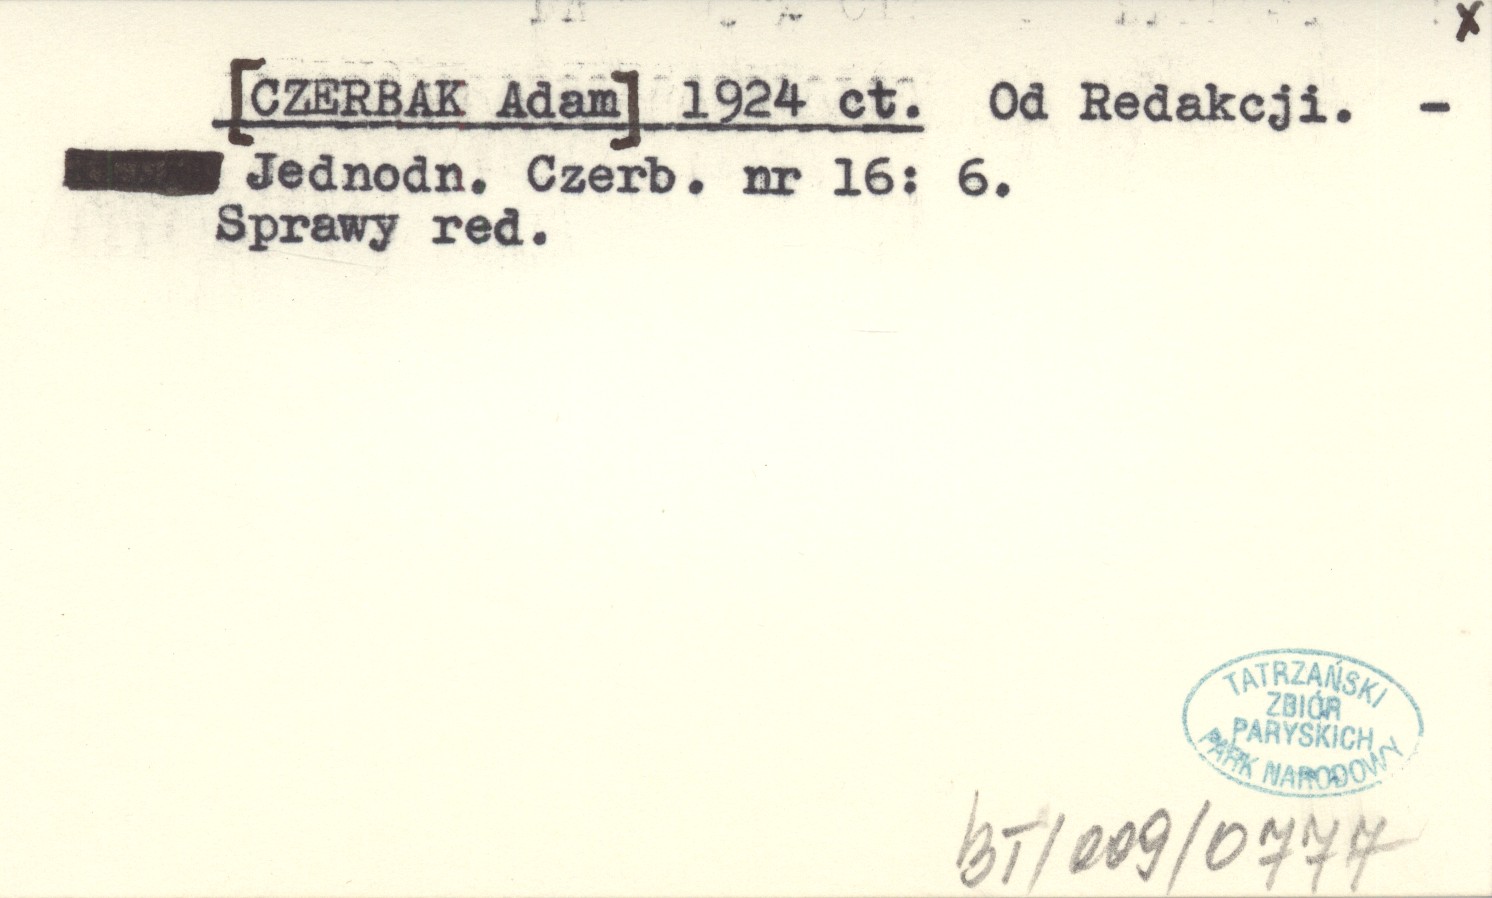 x
[CZERBAK Adam] 1924 ct. Od Redakcji. -
Jednodn. Czerb. nr 16: 6.
Sprawy red.
TATRZAŃSKI
ZBIÓR
PARYSKICH
PARK NARODOWY
BT/009/0777